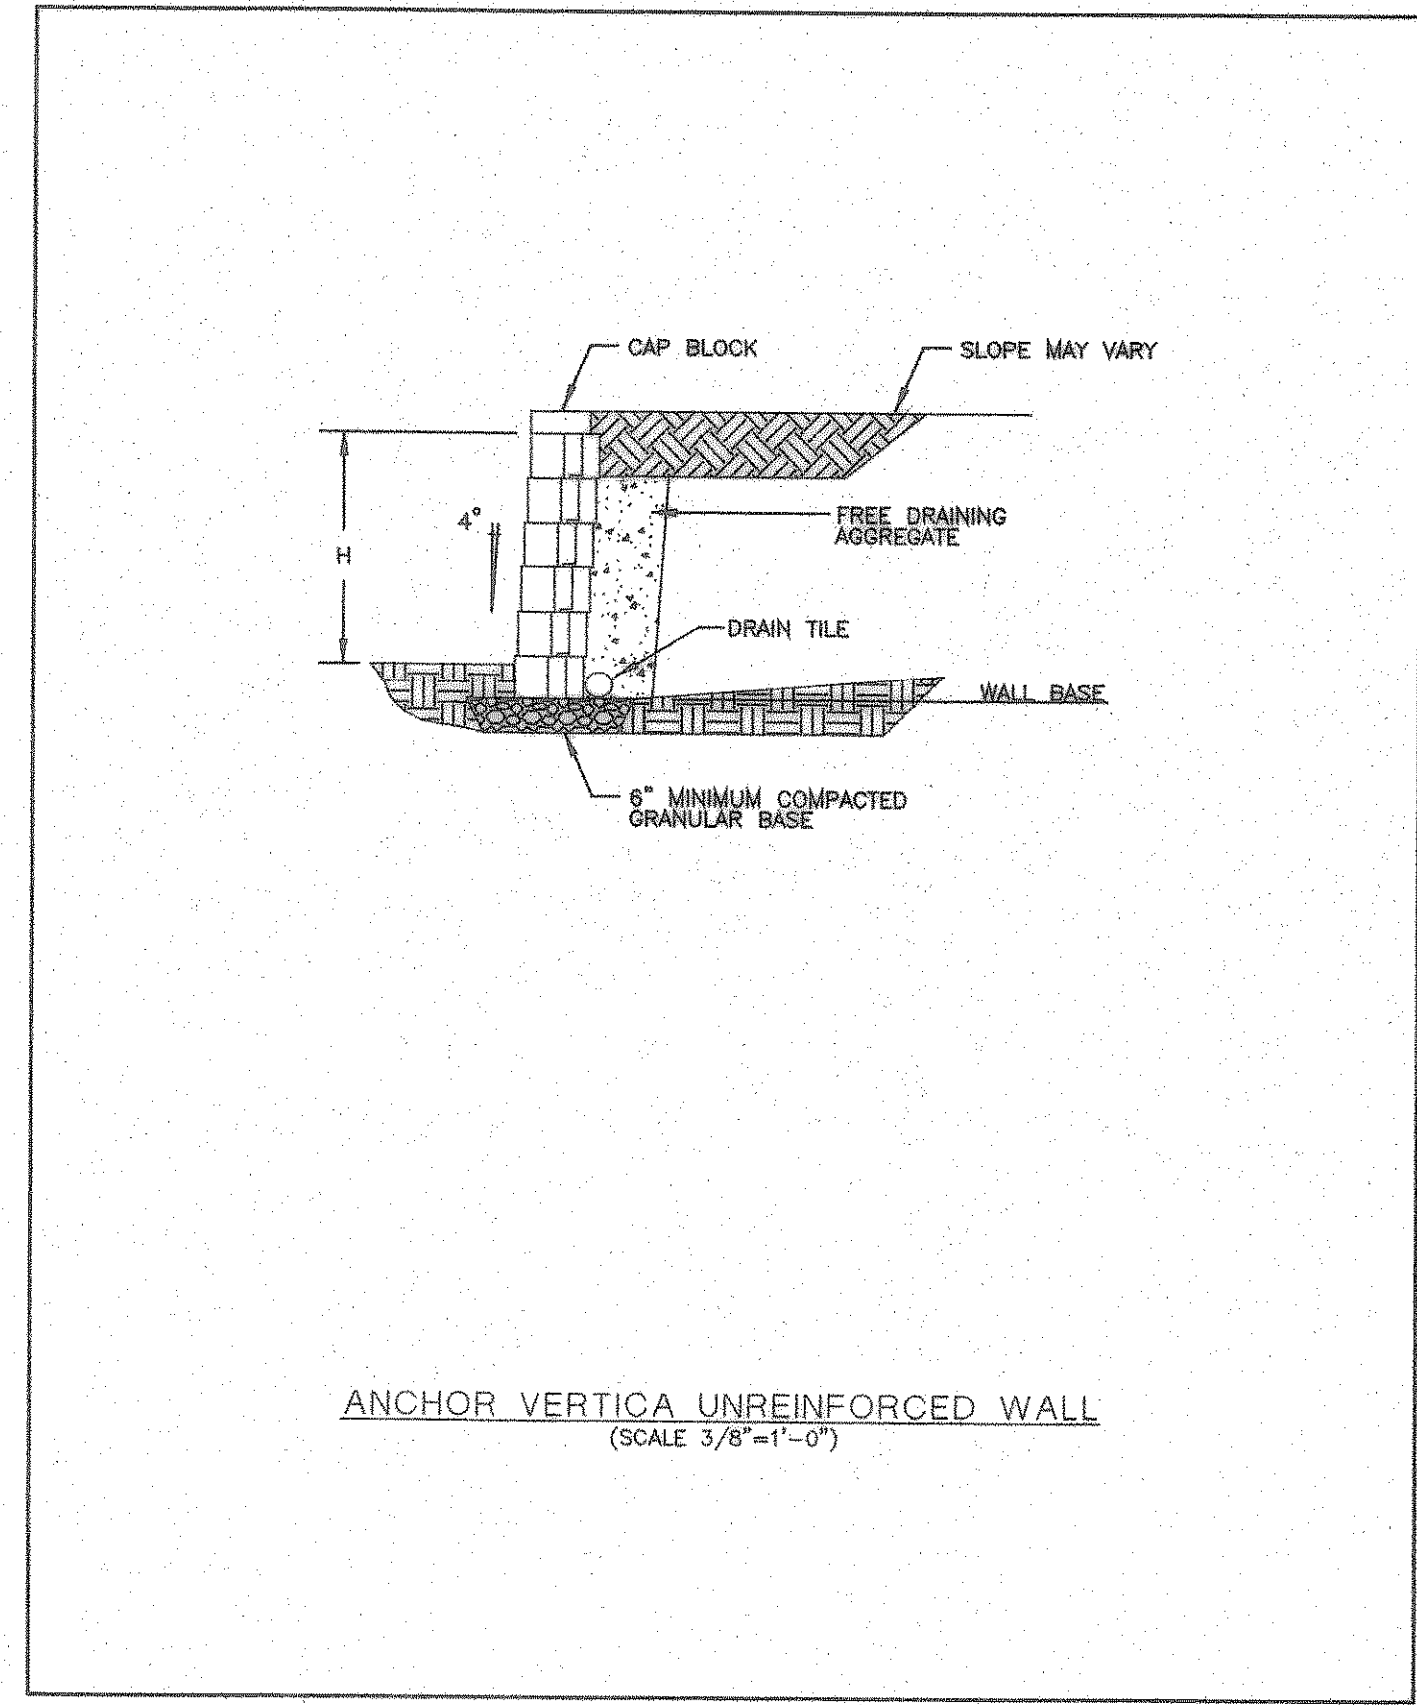 CAP BLOCK
SLOPE MAY VARY
4°
H
FREE DRAINING
AGGREGATE
DRAIN TILE
WALL BASE
6" MINIMUM COMPACTED
GRANULAR BASE
ANCHOR VERTICA UNREINFORCED WALL
(SCALE 3/8"=1'-0")